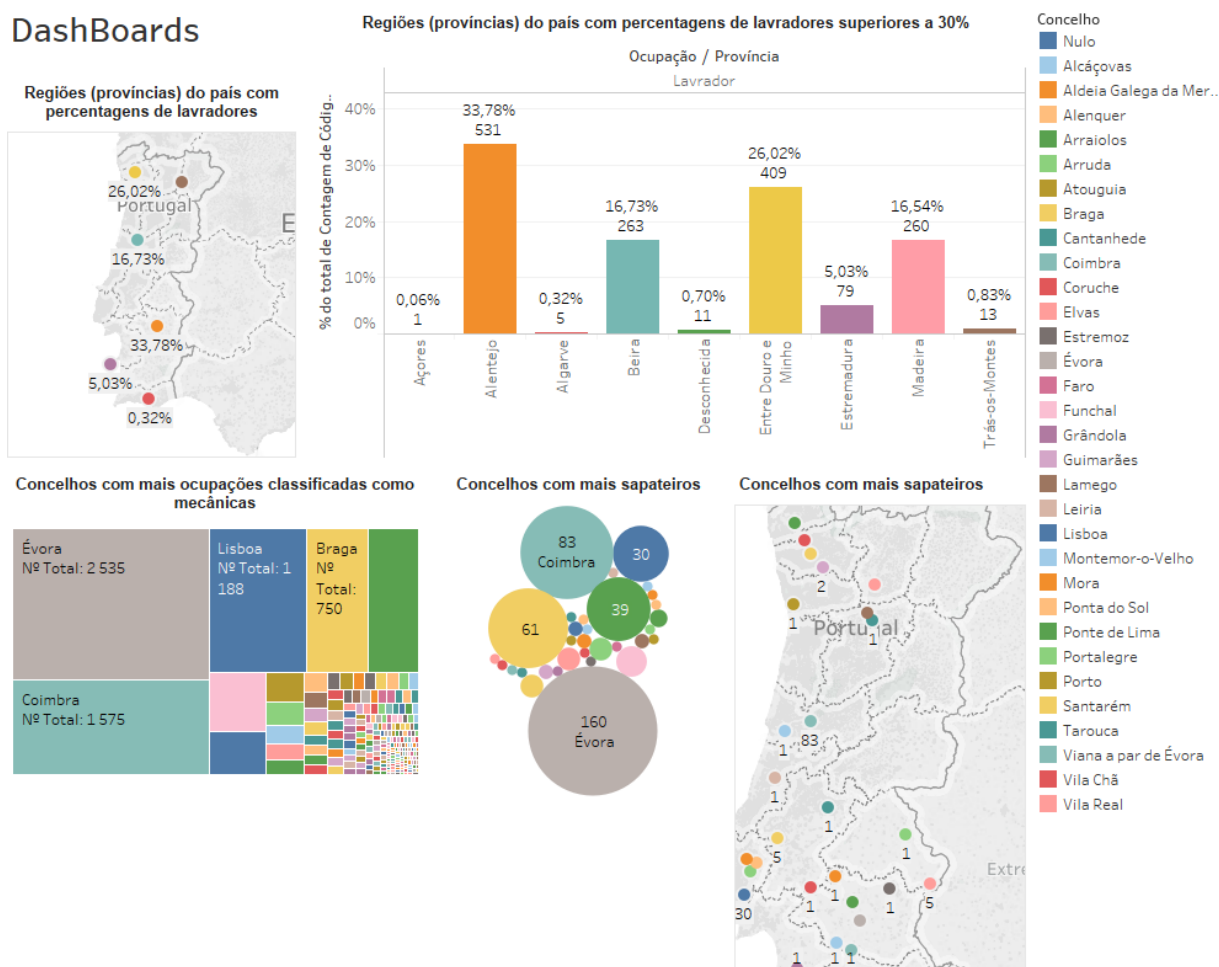 DashBoards
Regiões (províncias) do país com percentagens de lavradores superiores a 30%
Ocupação / Província
Lavrador
% do total de Contagem de Códig..
40%
30%
20%
10%
0%
0,06%
1
33,78%
531
0,32%
5
16,73%
263
0,70%
11
26,02%
409
5,03%
79
16,54%
260
0,83%
13
Açores
Alentejo
Algarve
Beira
Desconhecida
Entre Douro e
Minho
Estremadura
Madeira
Trás-os-Montes
Regiões (províncias) do país com
percentagens de lavradores
26,02%
Portugal
E
16,73%
33,78%
5,03%
0,32%
Concelhos com mais ocupações classificadas como
mecânicas
Évora
Nº Total: 2 535
Coimbra
Nº Total: 1 575
Lisboa
Nº Total: 1
188
Braga
Nº
Total:
750
Concelhos com mais sapateiros
83
Coimbra
30
39
61
160
Évora
Concelhos com mais sapateiros
2
1
Portugal
1
83
1
1
1
5
1
Extre
1
1
1
5
30
1
1
1
Concelho
Nulo
Alcáçovas
Aldeia Galega da Mer..
Alenquer
Arraiolos
Arruda
Atouguia
Braga
Cantanhede
Coimbra
Coruche
Elvas
Estremoz
Évora
Faro
Funchal
Grândola
Guimarães
Lamego
Leiria
Lisboa
Montemor-o-Velho
Mora
Ponta do Sol
Ponte de Lima
Portalegre
Porto
Santarém
Tarouca
Viana a par de Évora
Vila Chã
Vila Real